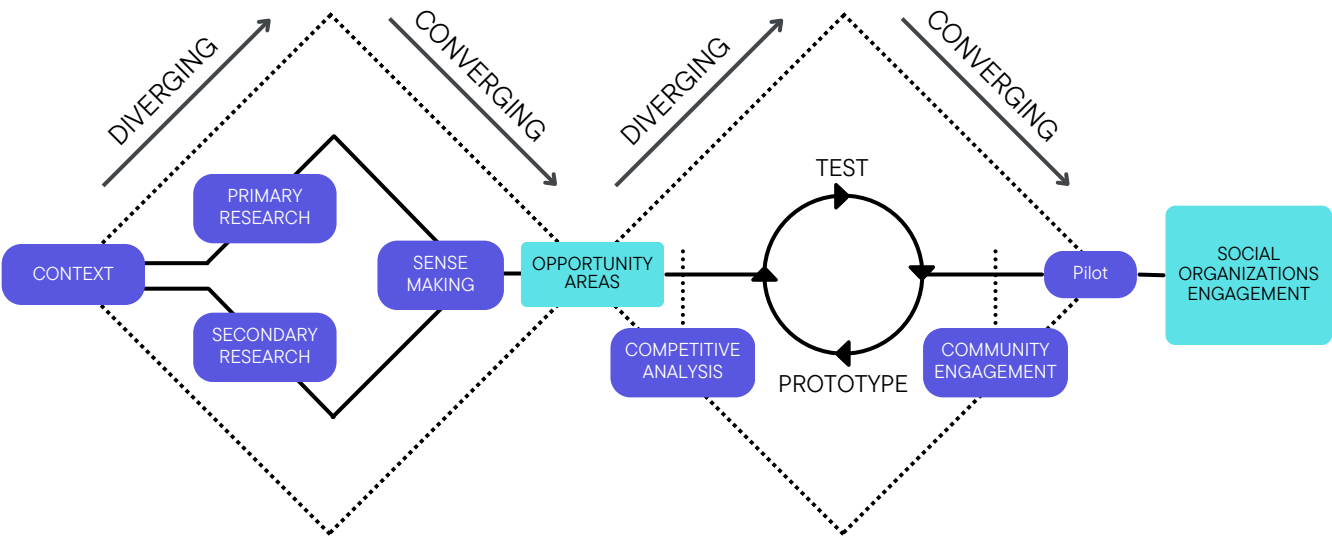 DIVERGING
CONVERGING
DIVERGING
CONVERGING
PRIMARY
RESEARCH
CONTEXT
SECONDARY
RESEARCH
SENSE
MAKING
OPPORTUNITY
AREAS
COMPETITIVE
ANALYSIS
TEST
PROTOTYPE
COMMUNITY
ENGAGEMENT
Pilot
SOCIAL
ORGANIZATIONS
ENGAGEMENT